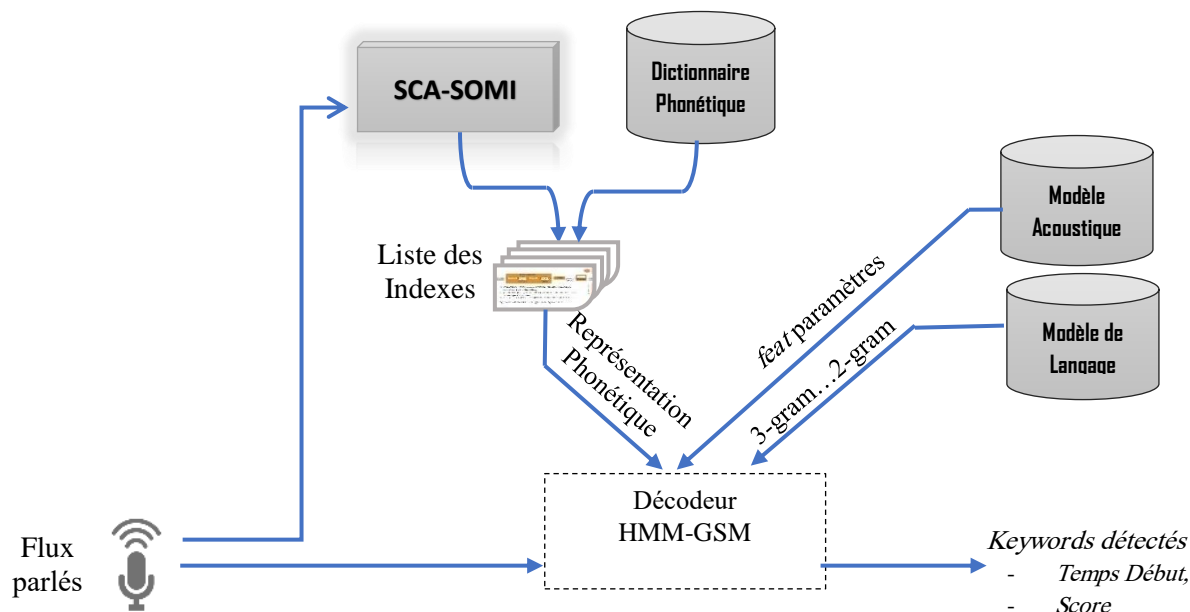 SCA-SOMI
Dictionnaire
Phonétique
Modèle
Acoustique
Liste des
Indexes
Modèle de
Langage
Représentation
Phonétique
feat paramètres
3-gram…2-gram
Décodeur
HMM-GSM
Flux
parlés
Keywords détectés
- Temps Début,
- Score